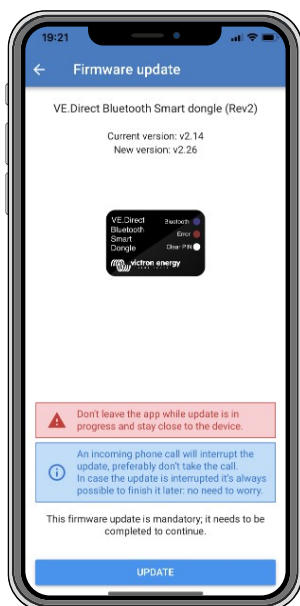 19:21
Firmware update
VE.Direct Bluetooth Smart dongle (Rev2)
Current version: v2.14
New version: v2.26
VE.Direct
Bluetooth
Smart
Dongle
Bluetooth
Error
Clear PIN
victron energy
Don't leave the app while update is in
progress and stay close to the device.
An incoming phone call will interrupt the
update, preferably don't take the call.
In case the update is interrupted it's always
possible to finish it later: no need to worry.
This firmware update is mandatory; it needs to be
completed to continue.
UPDATE